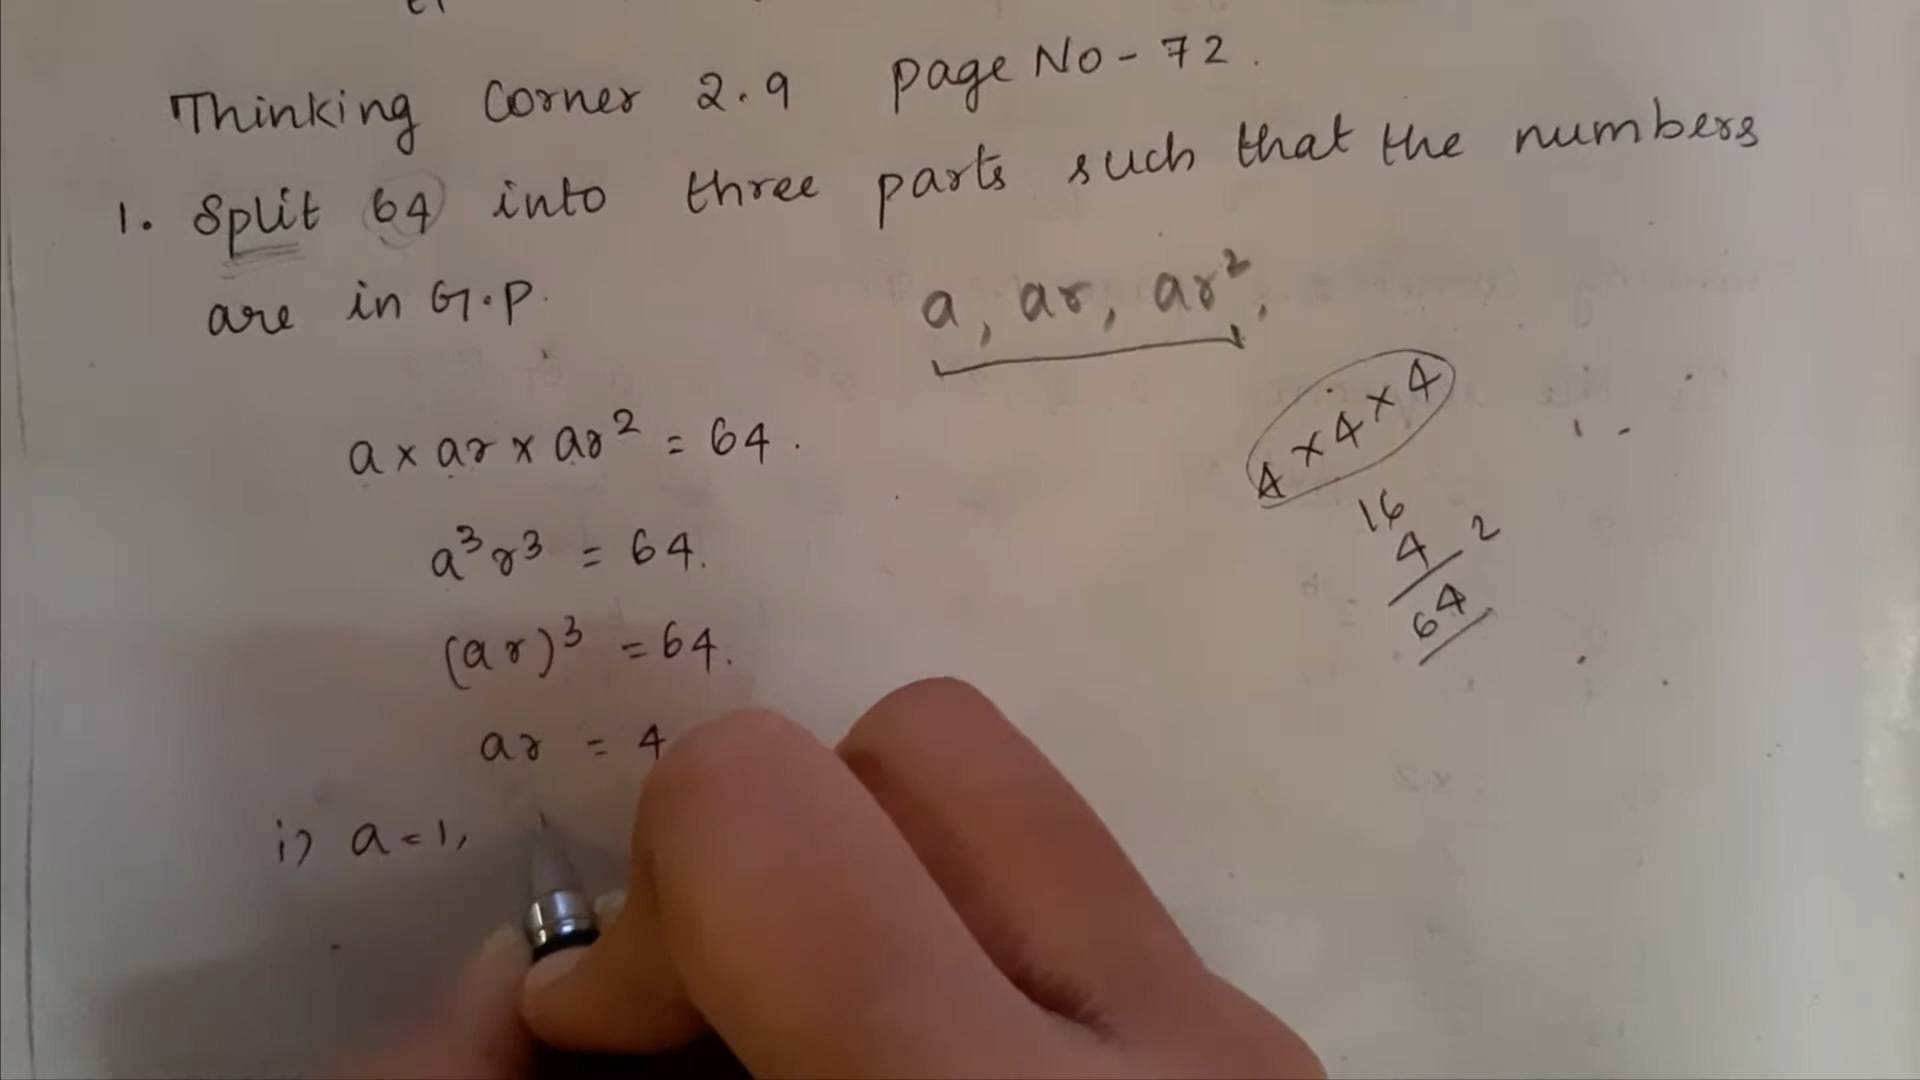 Thinking Corner 2.9 page No - 72.
1. Split 64 into three parts such that the numbers
are in G.P.
a, ar, ar²,
a × ar × ar² = 64.
4 × 4 × 4
a³r³ = 64.
16
4 2
64
(ar)³ = 64.
ar = 4
i) a = 1,